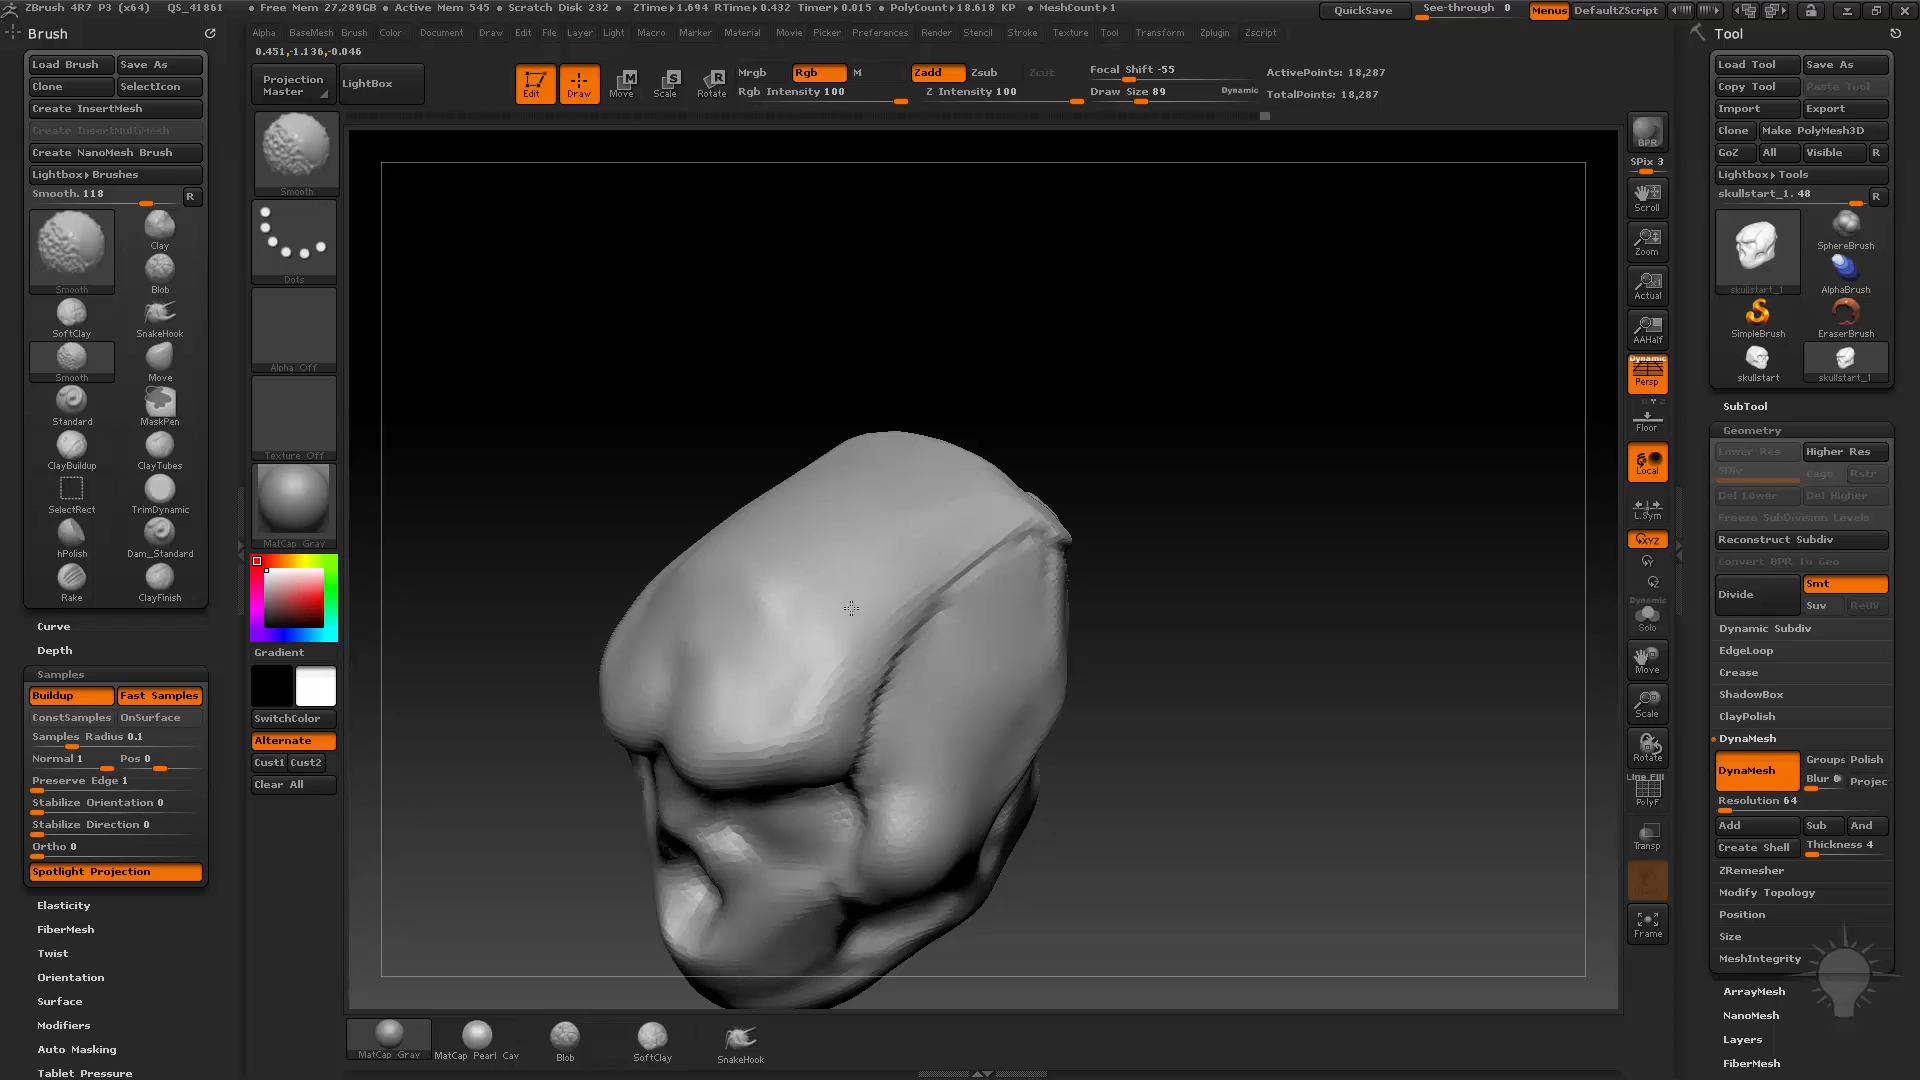 ZBrush 4R7 P3 (x64) QS_41861 • Free Mem 27.289GB • Active Mem 545 • Scratch Disk 232 • ZTime▸1.694 RTime▸0.432 Timer▸0.015 • PolyCount▸18.618 KP • MeshCount▸1 QuickSave See-through 0 Menus DefaultZScript
Brush
Alpha BaseMesh Brush Color Document Draw Edit File Layer Light Macro Marker Material Movie Picker Preferences Render Stencil Stroke Texture Tool Transform Zplugin Zscript
Tool
0.451,-1.136,-0.046
Load Brush Save As
Clone SelectIcon
Create InsertMesh
Create InsertMultiMesh
Create NanoMesh Brush
Lightbox▸Brushes
Smooth. 118 R
Smooth Clay
Blob
SoftClay SnakeHook
Smooth Move
Standard MaskPen
ClayBuildup ClayTubes
SelectRect TrimDynamic
hPolish Dam_Standard
Rake ClayFinish
Curve
Depth
Samples
Buildup Fast Samples
ConstSamples OnSurface
Samples Radius 0.1
Normal 1 Pos 0
Preserve Edge 1
Stabilize Orientation 0
Stabilize Direction 0
Ortho 0
Spotlight Projection
Elasticity
FiberMesh
Twist
Orientation
Surface
Modifiers
Auto Masking
Tablet Pressure
Projection Master
LightBox
Edit Draw Move Scale Rotate
Mrgb Rgb M
Rgb Intensity 100
Zadd Zsub Zcut
Z Intensity 100
Focal Shift -55
Draw Size 89 Dynamic
ActivePoints: 18,287
TotalPoints: 18,287
Smooth
Dots
Alpha Off
Texture Off
MatCap Gray
Gradient
SwitchColor
Alternate
Cust1 Cust2
Clear All
MatCap Gray MatCap Pearl Cav Blob SoftClay SnakeHook
BPR
SPix 3
Scroll
Zoom
Actual
AAHalf
Dynamic
Persp
Floor
Local
L.Sym
XYZ
Dynamic
Solo
Move
Scale
Rotate
Line Fill
PolyF
Transp
Frame
Load Tool Save As
Copy Tool Paste Tool
Import Export
Clone Make PolyMesh3D
GoZ All Visible R
Lightbox▸Tools
skullstart_1. 48 R
skullstart_1 SphereBrush
AlphaBrush
SimpleBrush EraserBrush
skullstart skullstart_1
SubTool
Geometry
Lower Res Higher Res
SDiv Cage Rstr
Del Lower Del Higher
Freeze SubDivision Levels
Reconstruct Subdiv
Convert BPR To Geo
Divide Smt
Suv ReUV
Dynamic Subdiv
EdgeLoop
Crease
ShadowBox
ClayPolish
DynaMesh
DynaMesh Groups Polish
Blur 0 Projec
Resolution 64
Add Sub And
Create Shell Thickness 4
ZRemesher
Modify Topology
Position
Size
MeshIntegrity
ArrayMesh
NanoMesh
Layers
FiberMesh